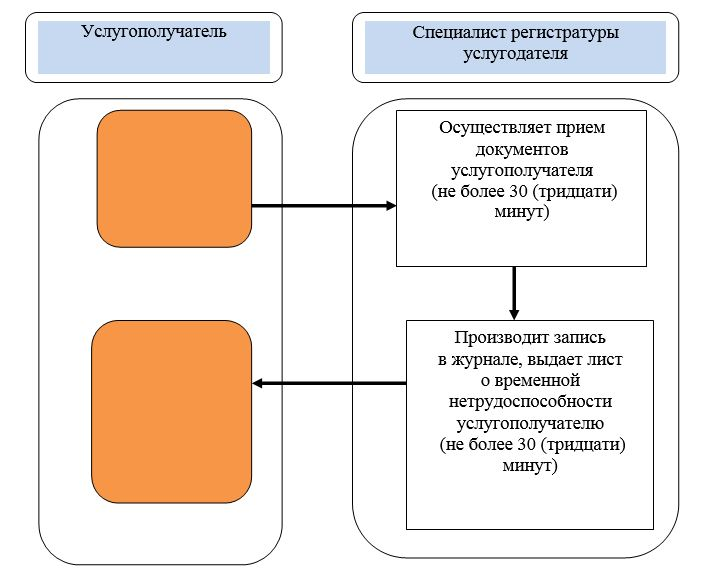 Услугополучатель
Специалист регистратуры
услугодателя
Осуществляет прием
документов
услугополучателя
(не более 30 (тридцати)
минут)
Производит запись
в журнале, выдает лист
о временной
нетрудоспособности
услугополучателю
(не более 30 (тридцати)
минут)